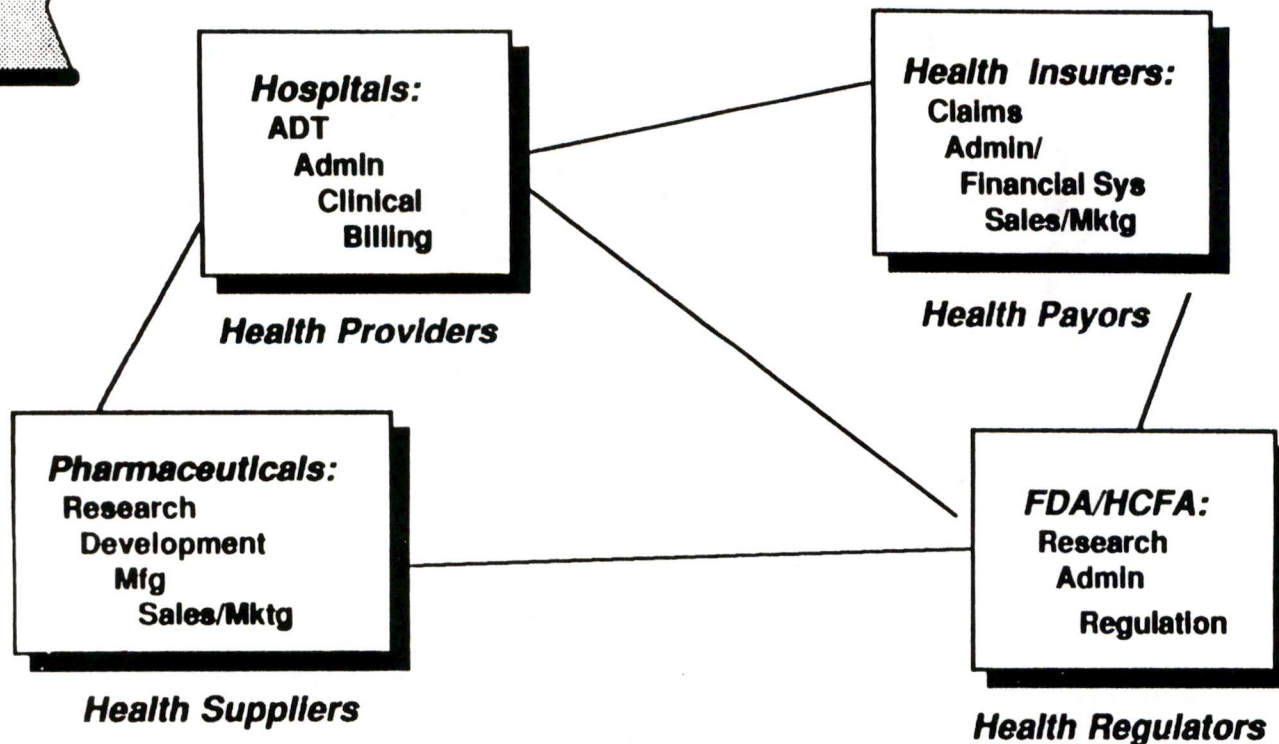 Hospitals:
ADT
Admin
Clinical
Billing
Health Providers
Health Insurers:
Claims
Admin/
Financial Sys
Sales/Mktg
Health Payors
Pharmaceuticals:
Research
Development
Mfg
Sales/Mktg
Health Suppliers
FDA/HCFA:
Research
Admin
Regulation
Health Regulators